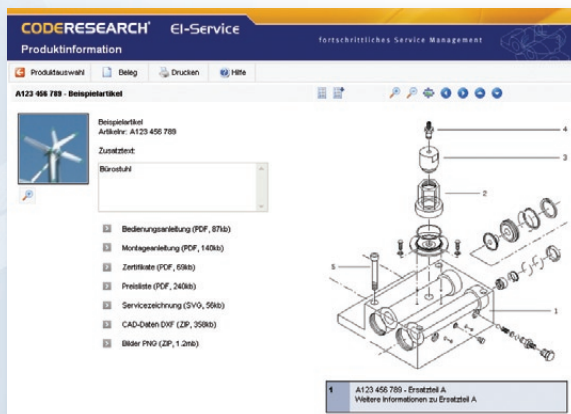 CODERESEARCH EI-Service
Produktinformation
fortschrittliches Service Management
Produktauswahl Beleg Drucken Hilfe
A123 456 789 - Beispielartikel
Beispielartikel
Artikelnr: A123 456 789
Zusatztext:
Bürostuhl
Bedienungsanleitung (PDF, 87kb)
Montageanleitung (PDF, 140kb)
Zertifikate (PDF, 69kb)
Preisliste (PDF, 240kb)
Servicezeichnung (SVG, 56kb)
CAD-Daten DXF (ZIP, 358kb)
Bilder PNG (ZIP, 1.2mb)
4
3
2
5
1
1 A123 456 789 - Ersatzteil A
Weitere Informationen zu Ersatzteil A